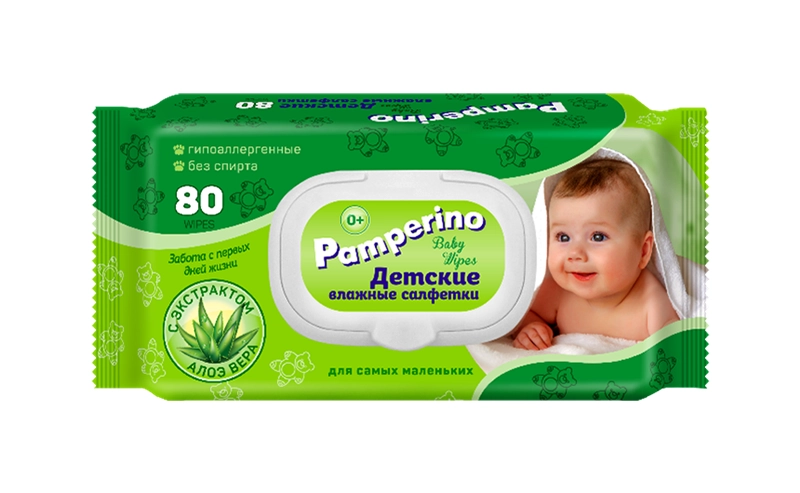 80 Детские влажные салфетки Pamperino
гипоаллергенные
без спирта
80
WIPES
Забота с первых
дней жизни
С ЭКСТРАКТОМ
АЛОЭ ВЕРА
0+
Pamperino
Baby
Wipes
Детские
влажные салфетки
для самых маленьких